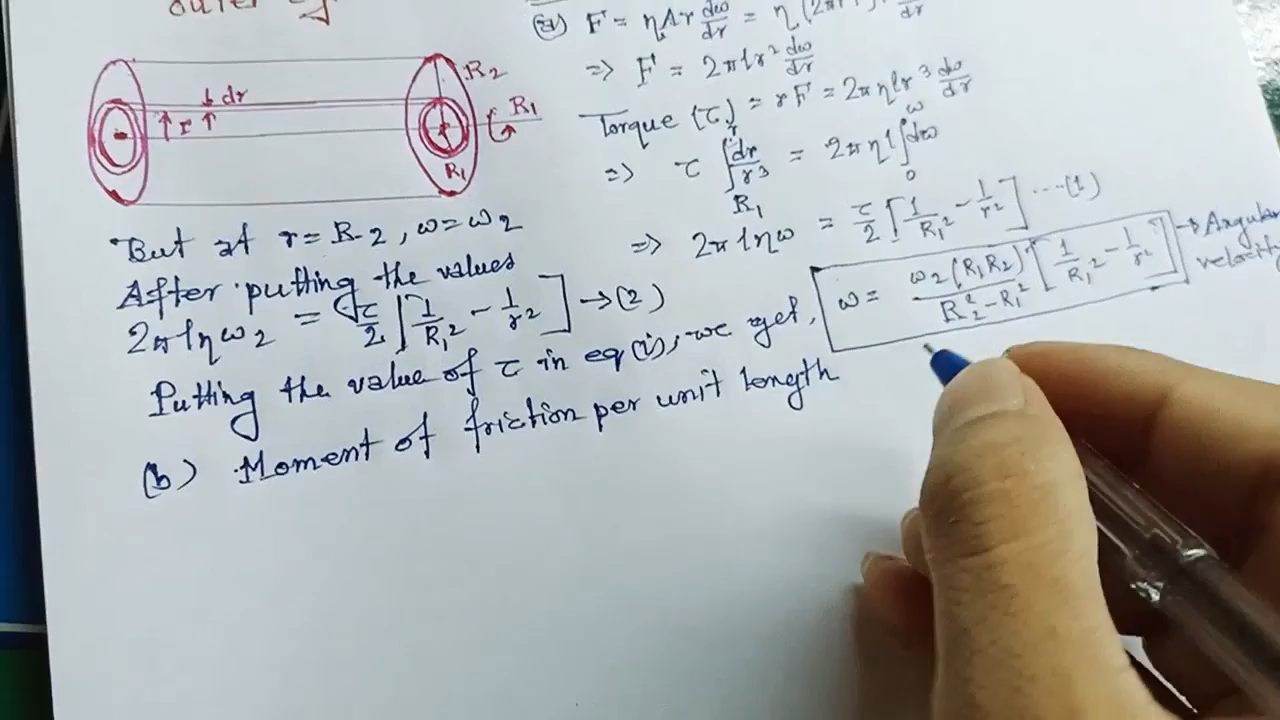 outer
(a) F = ηAr dω/dr = η(2πr
=> F = 2πlr² dω/dr
Torque (τ) = rF = 2πηlr³ dω/dr
=> τ ∫_{R₁}^{r} dr/r³ = 2πηl ∫₀^ω dω
=> 2πlηω = τ/2 [1/R₁² - 1/r²] ....(1)
dr
r
R₂
R₁
R₁
But at r = R₂, ω = ω₂
After putting the values
2πlηω₂ = τ/2 [1/R₁² - 1/r²] → (2)
Putting the value of τ in eq (i), we get,
ω = ω₂(R₁R₂)²/(R₂² - R₁²) [1/R₁² - 1/r²] → Angular velocity
(b) Moment of friction per unit length